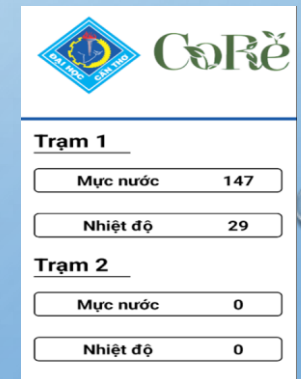 ĐẠI HỌC CẦN THƠ
CoRẽ
Trạm 1
Mực nước 147
Nhiệt độ 29
Trạm 2
Mực nước 0
Nhiệt độ 0